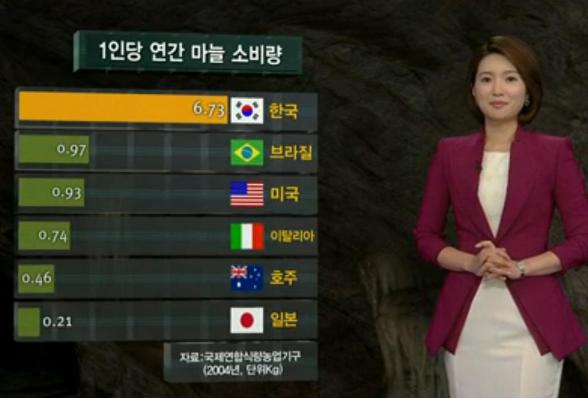 1인당 연간 마늘 소비량
6.73 한국
0.97 브라질
0.93 미국
0.74 이탈리아
0.46 호주
0.21 일본
자료:국제연합식량농업기구
(2004년, 단위Kg)